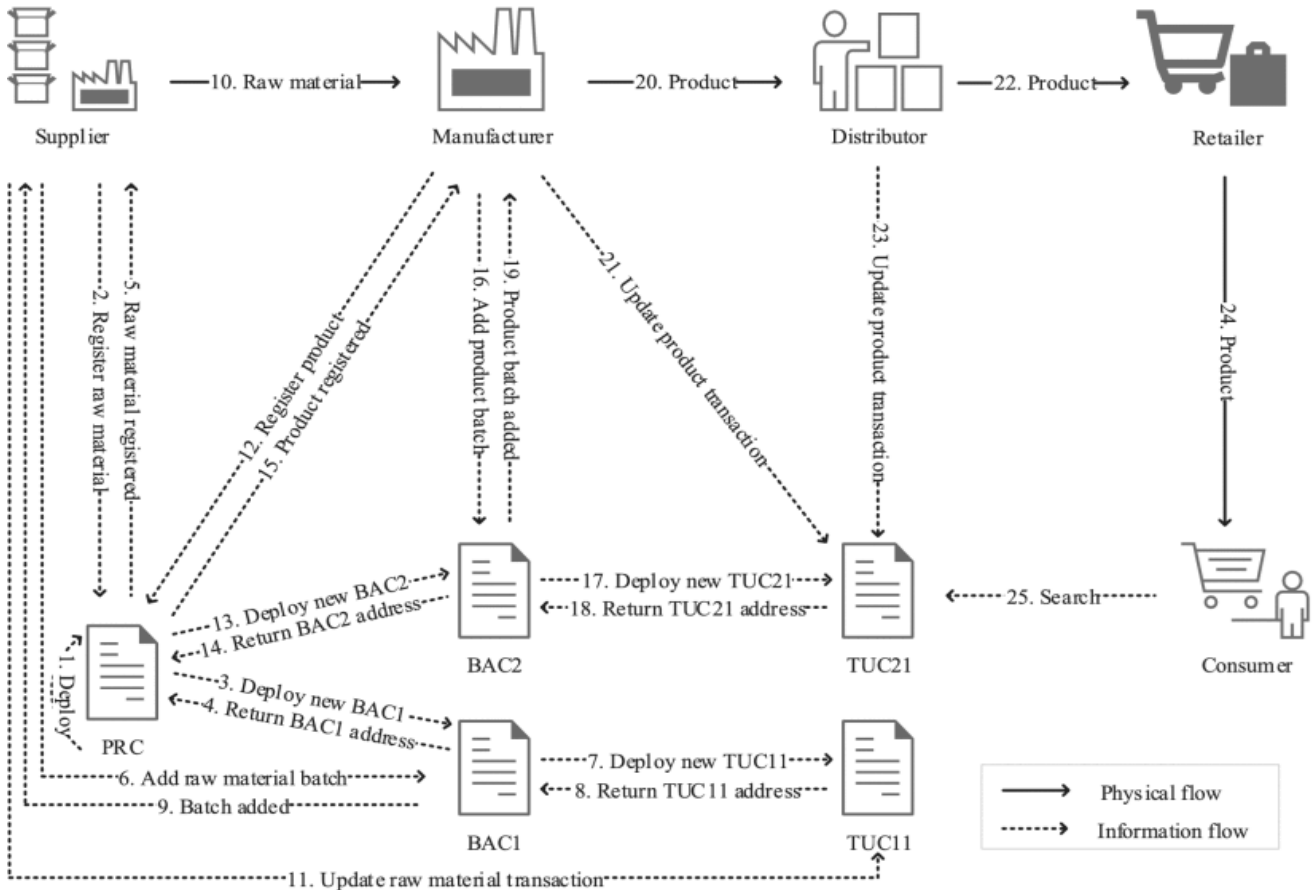 10. Raw material
20. Product
22. Product
Supplier
Manufacturer
Distributor
Retailer
2. Register raw material
5. Raw material registered
12. Register product
15. Product registered
16. Add product batch
19. Product batch added
21. Update product transaction
23. Update product transaction
24. Product
13. Deploy new BAC2
14. Return BAC2 address
17. Deploy new TUC21
18. Return TUC21 address
25. Search
BAC2
TUC21
Consumer
1. Deploy
3. Deploy new BAC1
4. Return BAC1 address
PRC
6. Add raw material batch
9. Batch added
7. Deploy new TUC11
8. Return TUC11 address
BAC1
TUC11
Physical flow
Information flow
11. Update raw material transaction